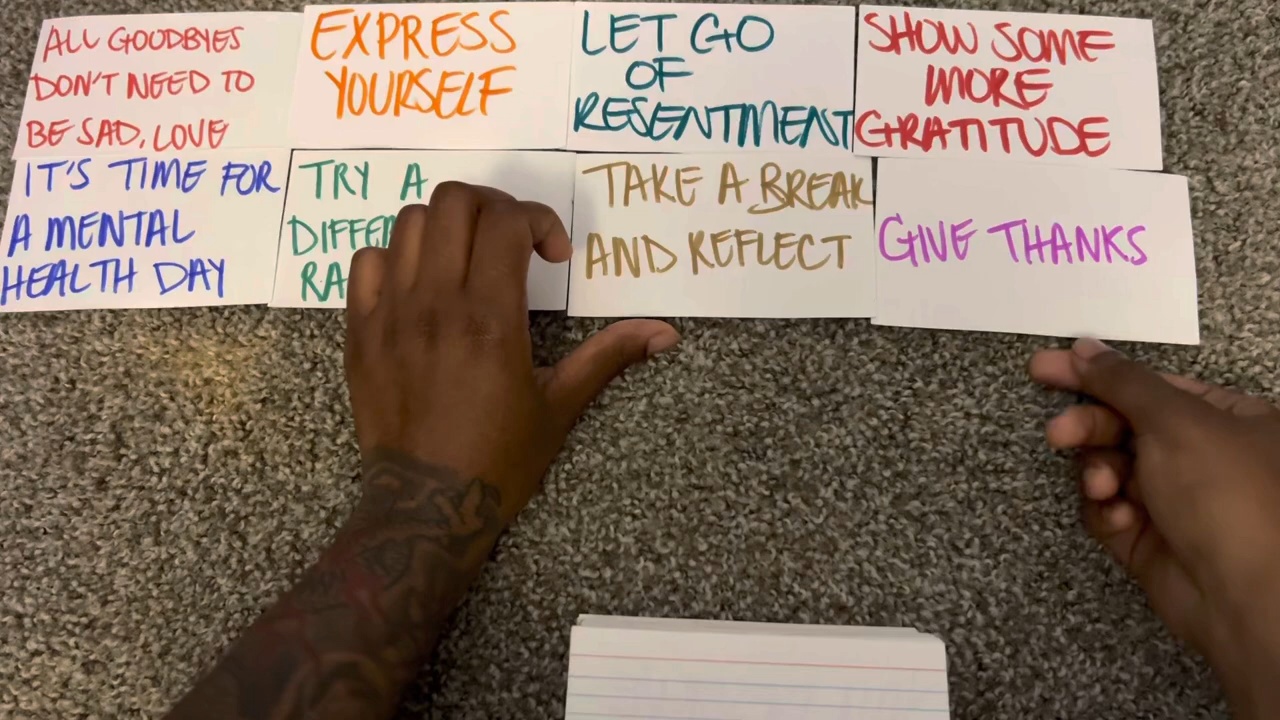 ALL GOODBYES
DON'T NEED TO
BE SAD, LOVE
EXPRESS
YOURSELF
LET GO
OF
RESENTMENT
SHOW SOME
MORE
GRATITUDE
IT'S TIME FOR
A MENTAL
HEALTH DAY
TRY A
TAKE A BREAK
AND REFLECT
GIVE THANKS